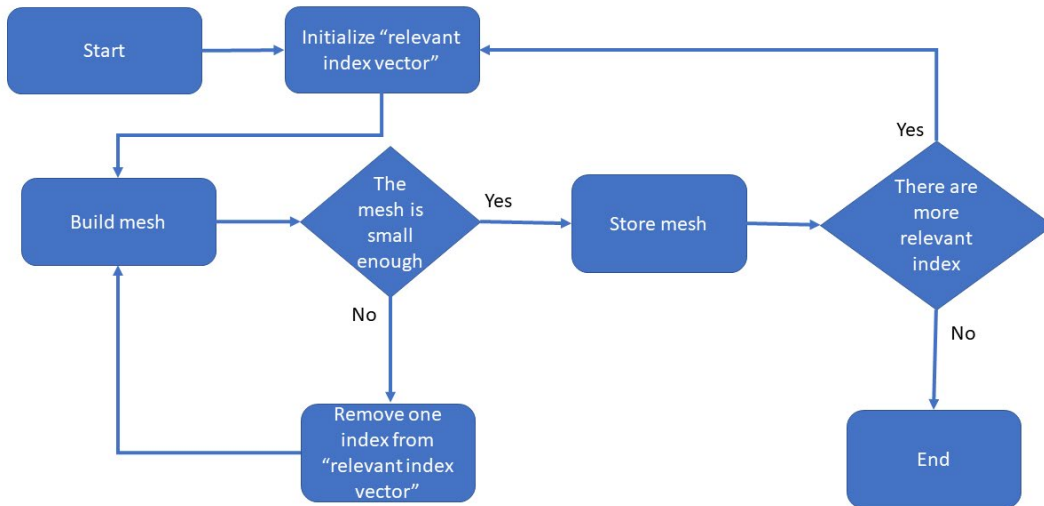 Start
Initialize “relevant
index vector”
Yes
Build mesh
The
mesh is
small
enough
Yes
Store mesh
There are
more
relevant
index
No
No
Remove one
index from
“relevant index
vector”
End